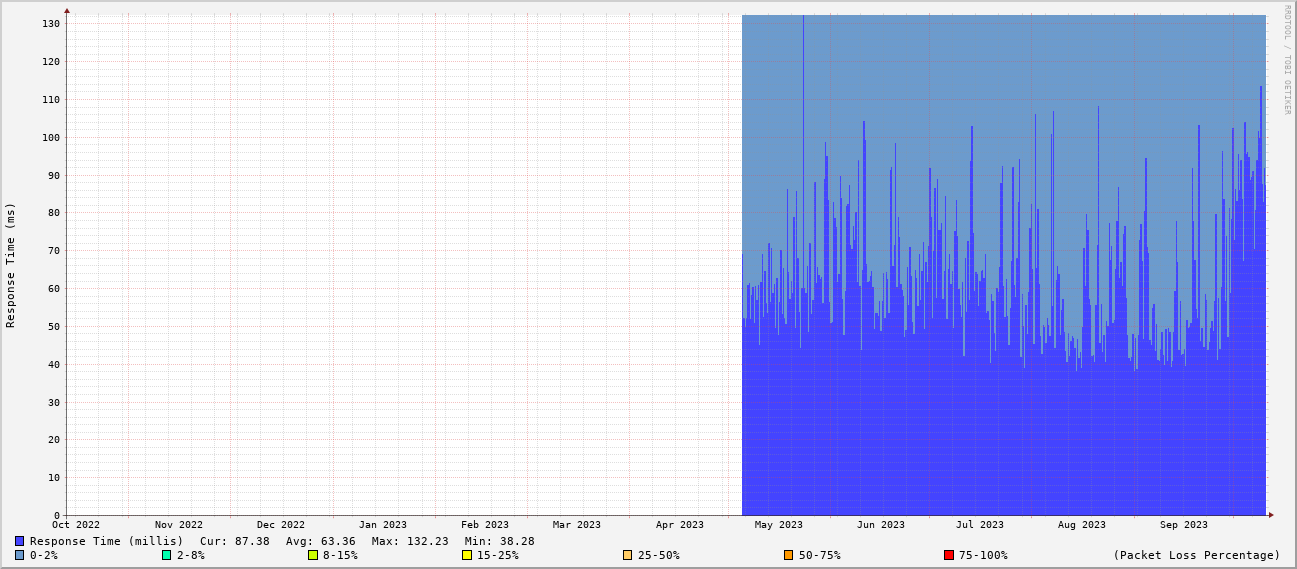 RRDTOOL / TOBI OETIKER
Response Time (ms)
130
120
110
100
90
80
70
60
50
40
30
20
10
0
Oct 2022 Nov 2022 Dec 2022 Jan 2023 Feb 2023 Mar 2023 Apr 2023 May 2023 Jun 2023 Jul 2023 Aug 2023 Sep 2023
Response Time (millis) Cur: 87.38 Avg: 63.36 Max: 132.23 Min: 38.28
0-2% 2-8% 8-15% 15-25% 25-50% 50-75% 75-100% (Packet Loss Percentage)